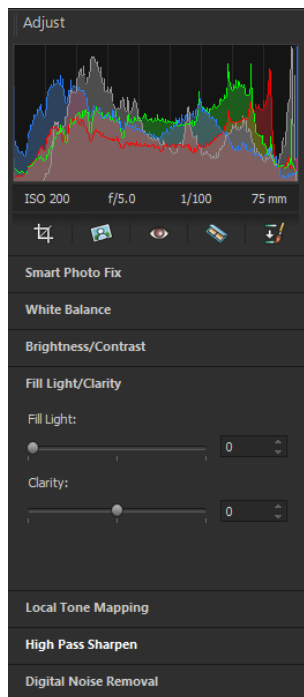 Adjust
ISO 200 f/5.0 1/100 75 mm
Smart Photo Fix
White Balance
Brightness/Contrast
Fill Light/Clarity
Fill Light:
0
Clarity:
0
Local Tone Mapping
High Pass Sharpen
Digital Noise Removal